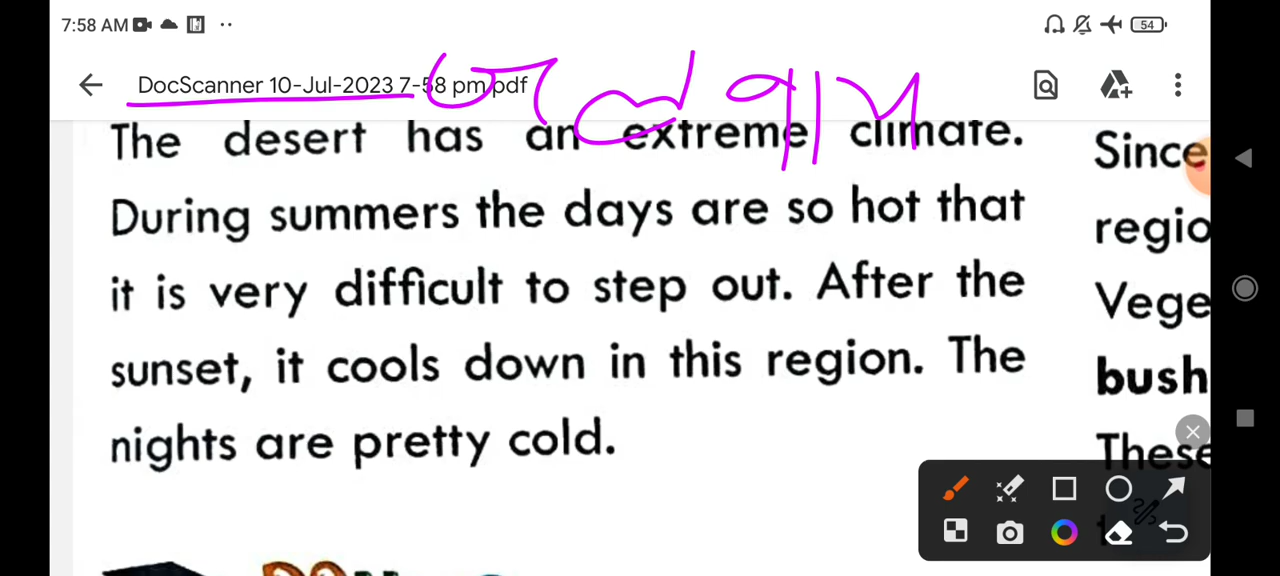 7:58 AM
54
DocScanner 10-Jul-2023 7-58 pm.pdf
The desert has an extreme climate.
During summers the days are so hot that
it is very difficult to step out. After the
sunset, it cools down in this region. The
nights are pretty cold.
Since
regio
Vege
bush
These